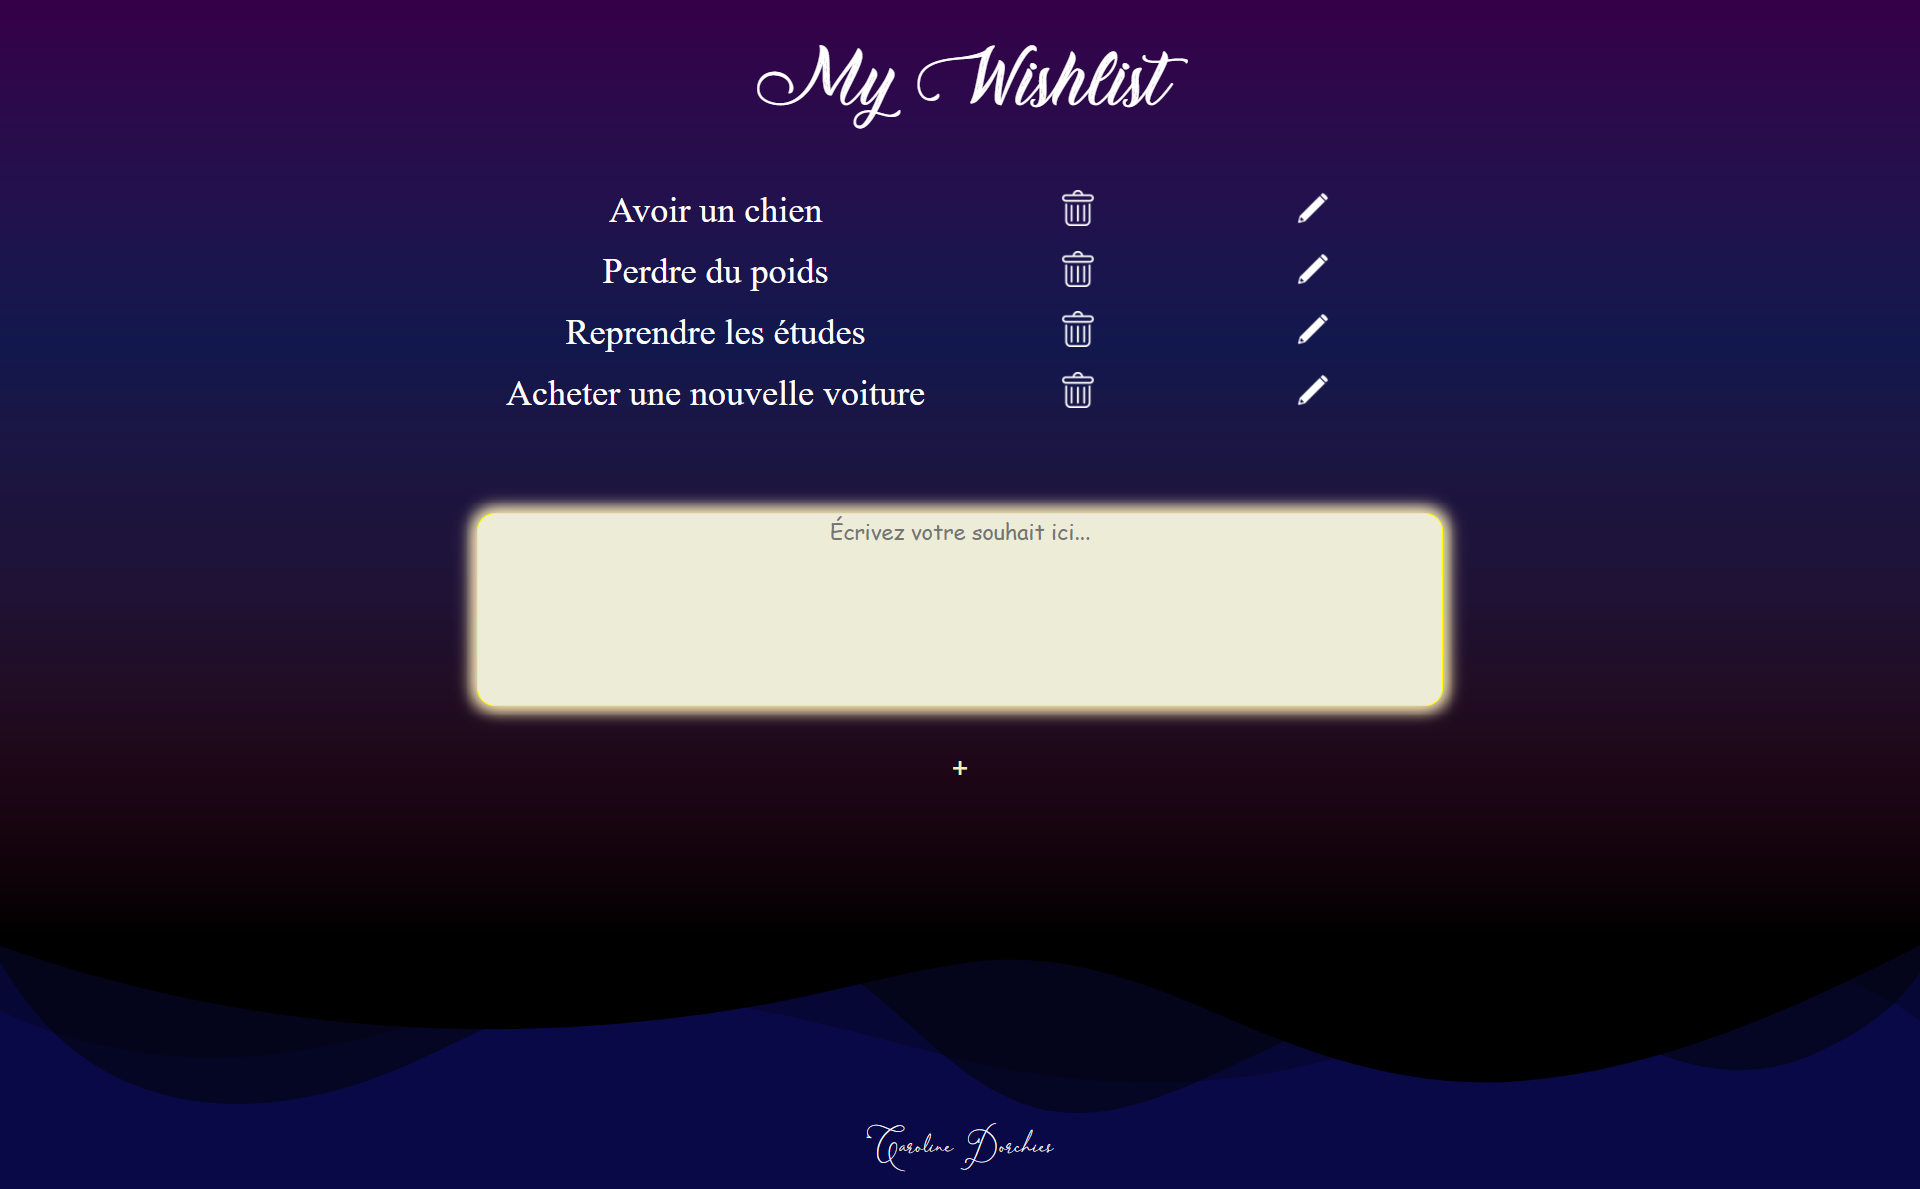 My Wishlist
Avoir un chien
Perdre du poids
Reprendre les études
Acheter une nouvelle voiture
Écrivez votre souhait ici...
+
Caroline Dorchies